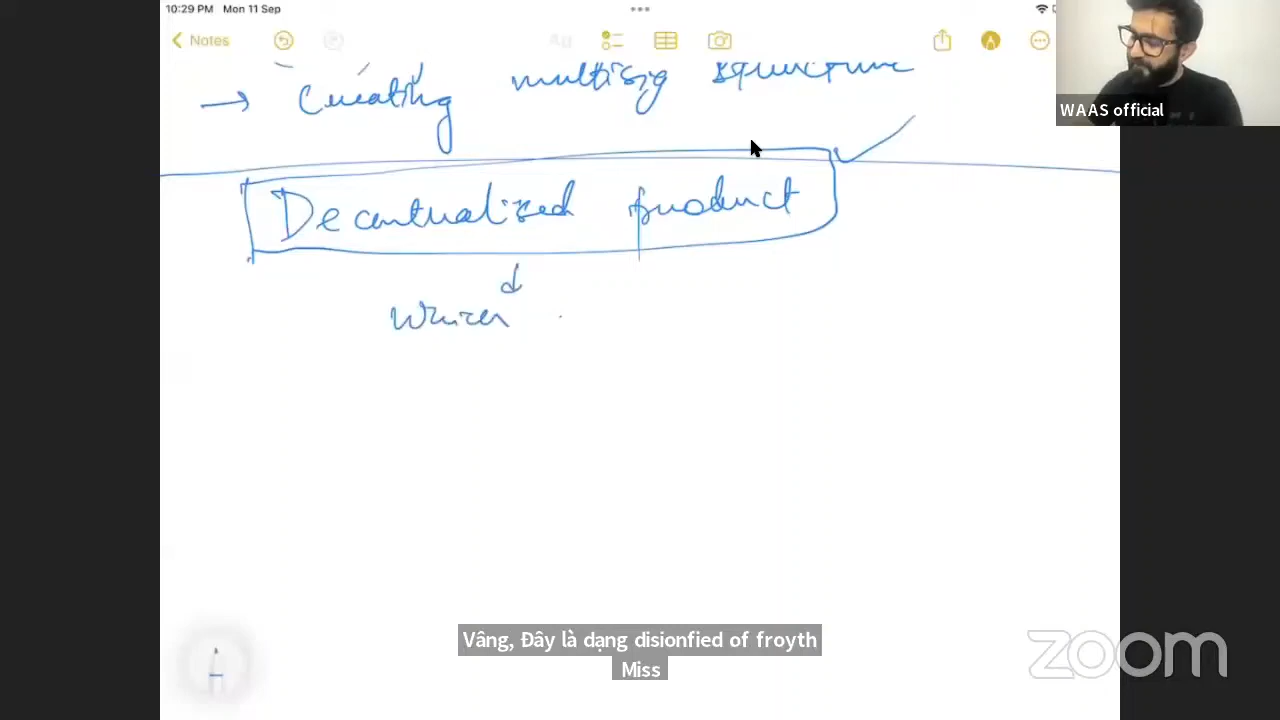 10:29 PM Mon 11 Sep
Notes
WAAS official
→ Creating multisig structure
Decentralized product
Vâng, Đây là dạng disionfied of froyth
Miss
zoom